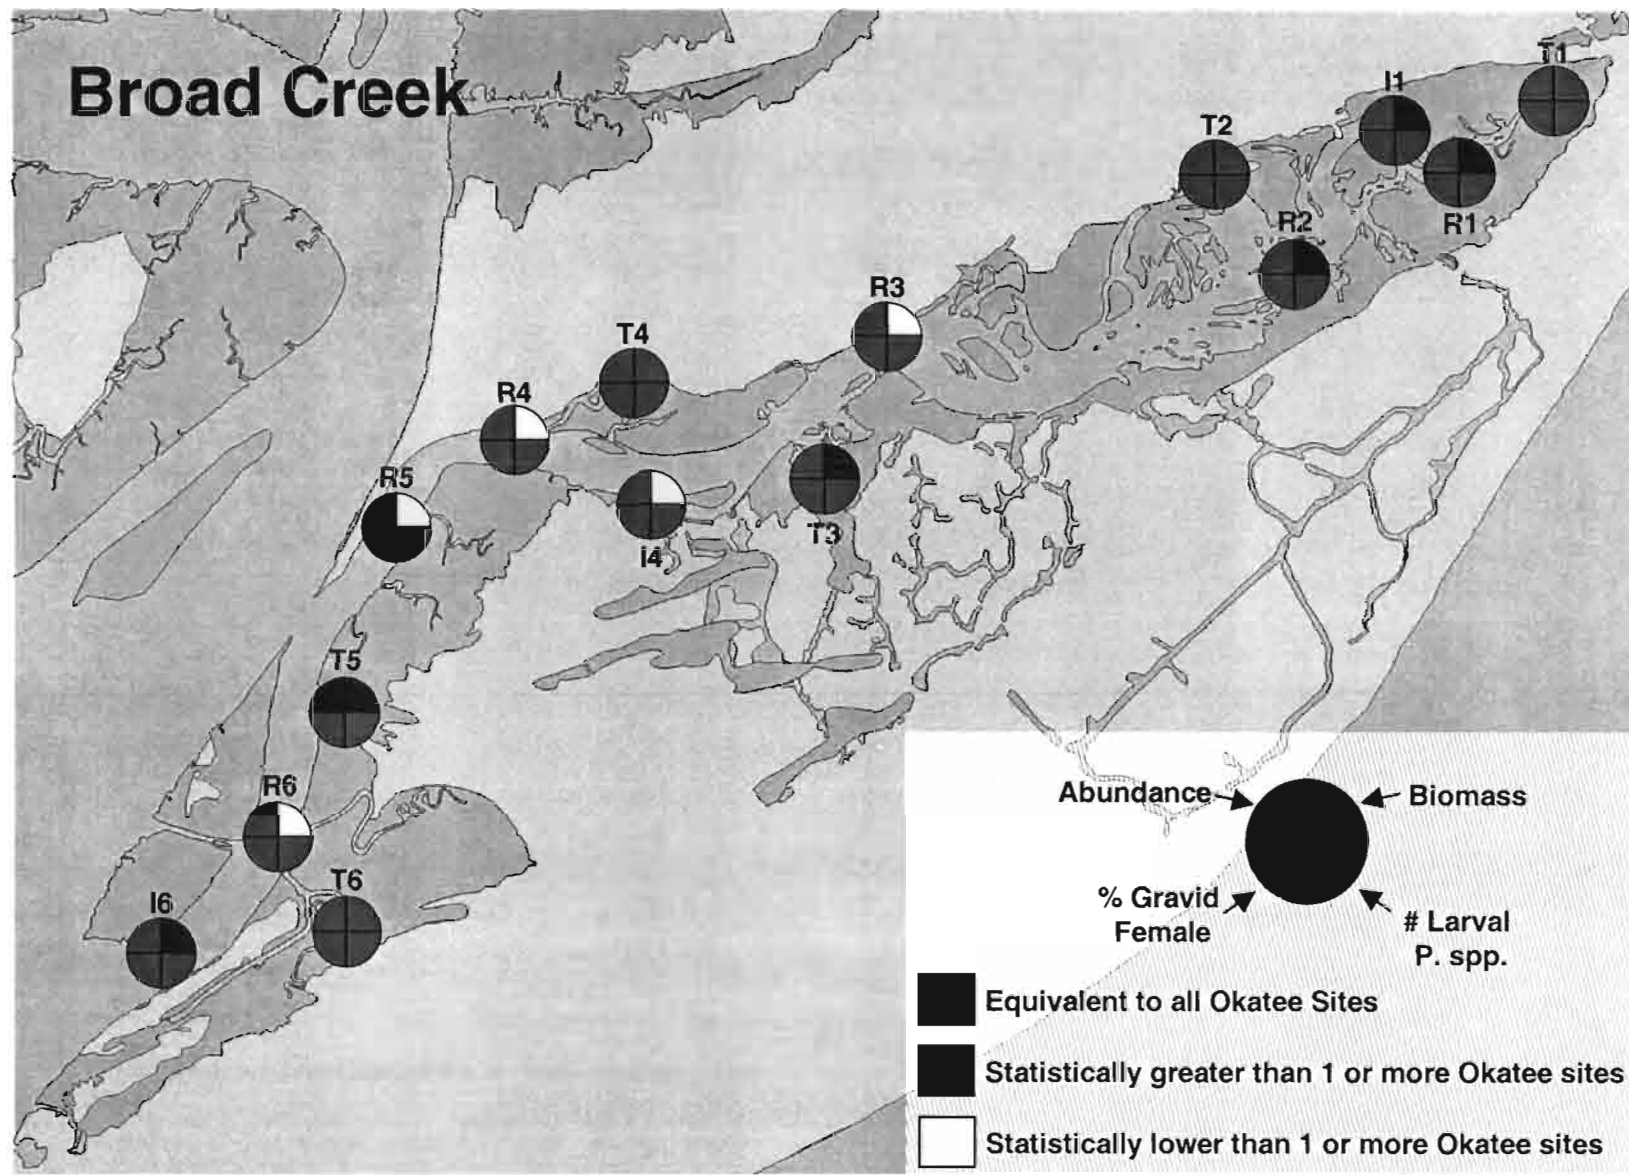 Broad Creek
T1
I1
T2
R1
R2
R3
T4
R4
R5
I4
T3
T5
R6
I6
T6
Abundance
Biomass
% Gravid
Female
# Larval
P. spp.
Equivalent to all Okatee Sites
Statistically greater than 1 or more Okatee sites
Statistically lower than 1 or more Okatee sites